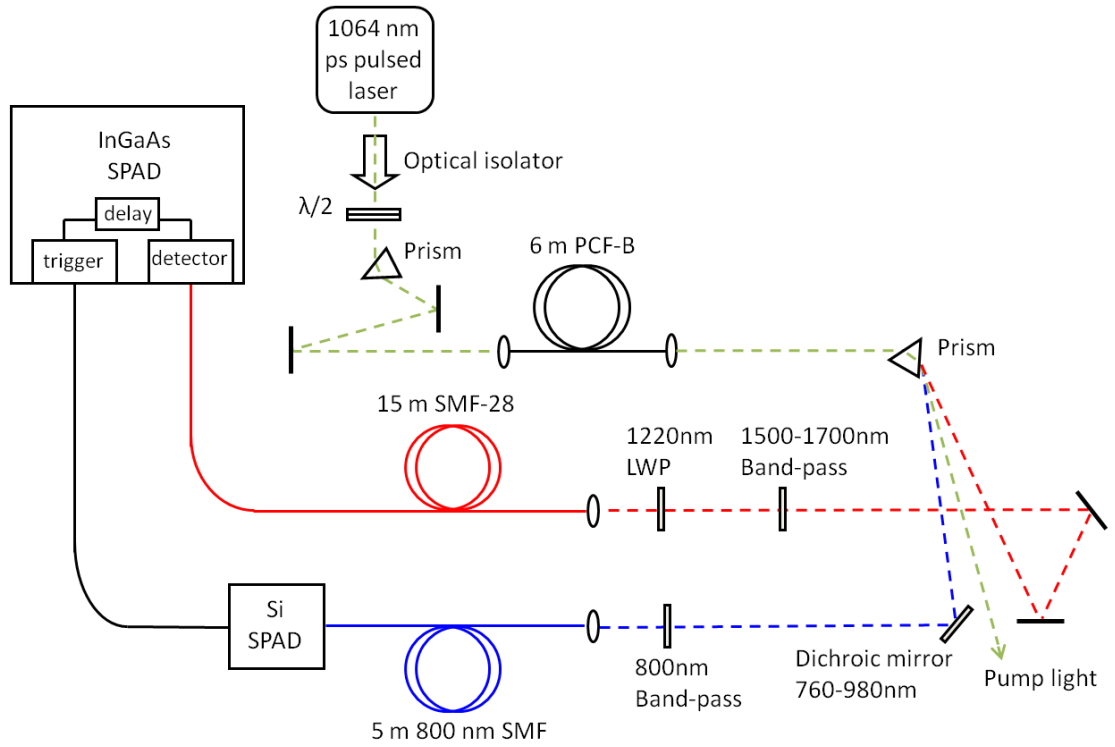 1064 nm
ps pulsed
laser
InGaAs
SPAD
delay
trigger
detector
Optical isolator
λ/2
Prism
6 m PCF-B
Prism
15 m SMF-28
1220nm
LWP
1500-1700nm
Band-pass
Si
SPAD
5 m 800 nm SMF
800nm
Band-pass
Dichroic mirror
760-980nm
Pump light